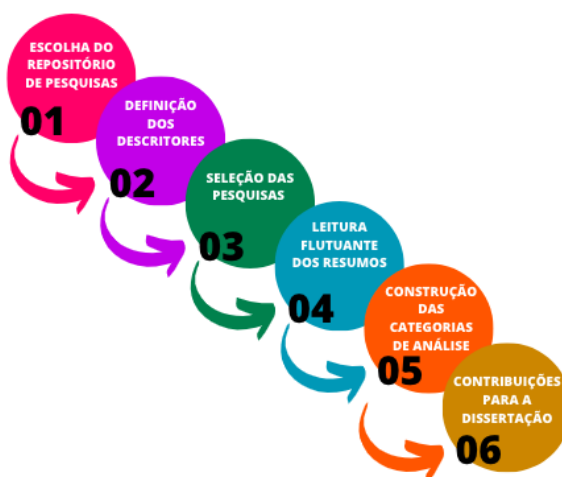 ESCOLHA DO
REPOSITÓRIO
DE PESQUISAS
01
DEFINIÇÃO
DOS
DESCRITORES
02
SELEÇÃO DAS
PESQUISAS
03
LEITURA
FLUTUANTE
DOS RESUMOS
04
CONSTRUÇÃO
DAS
CATEGORIAS
DE ANÁLISE
05
CONTRIBUIÇÕES
PARA A
DISSERTAÇÃO
06